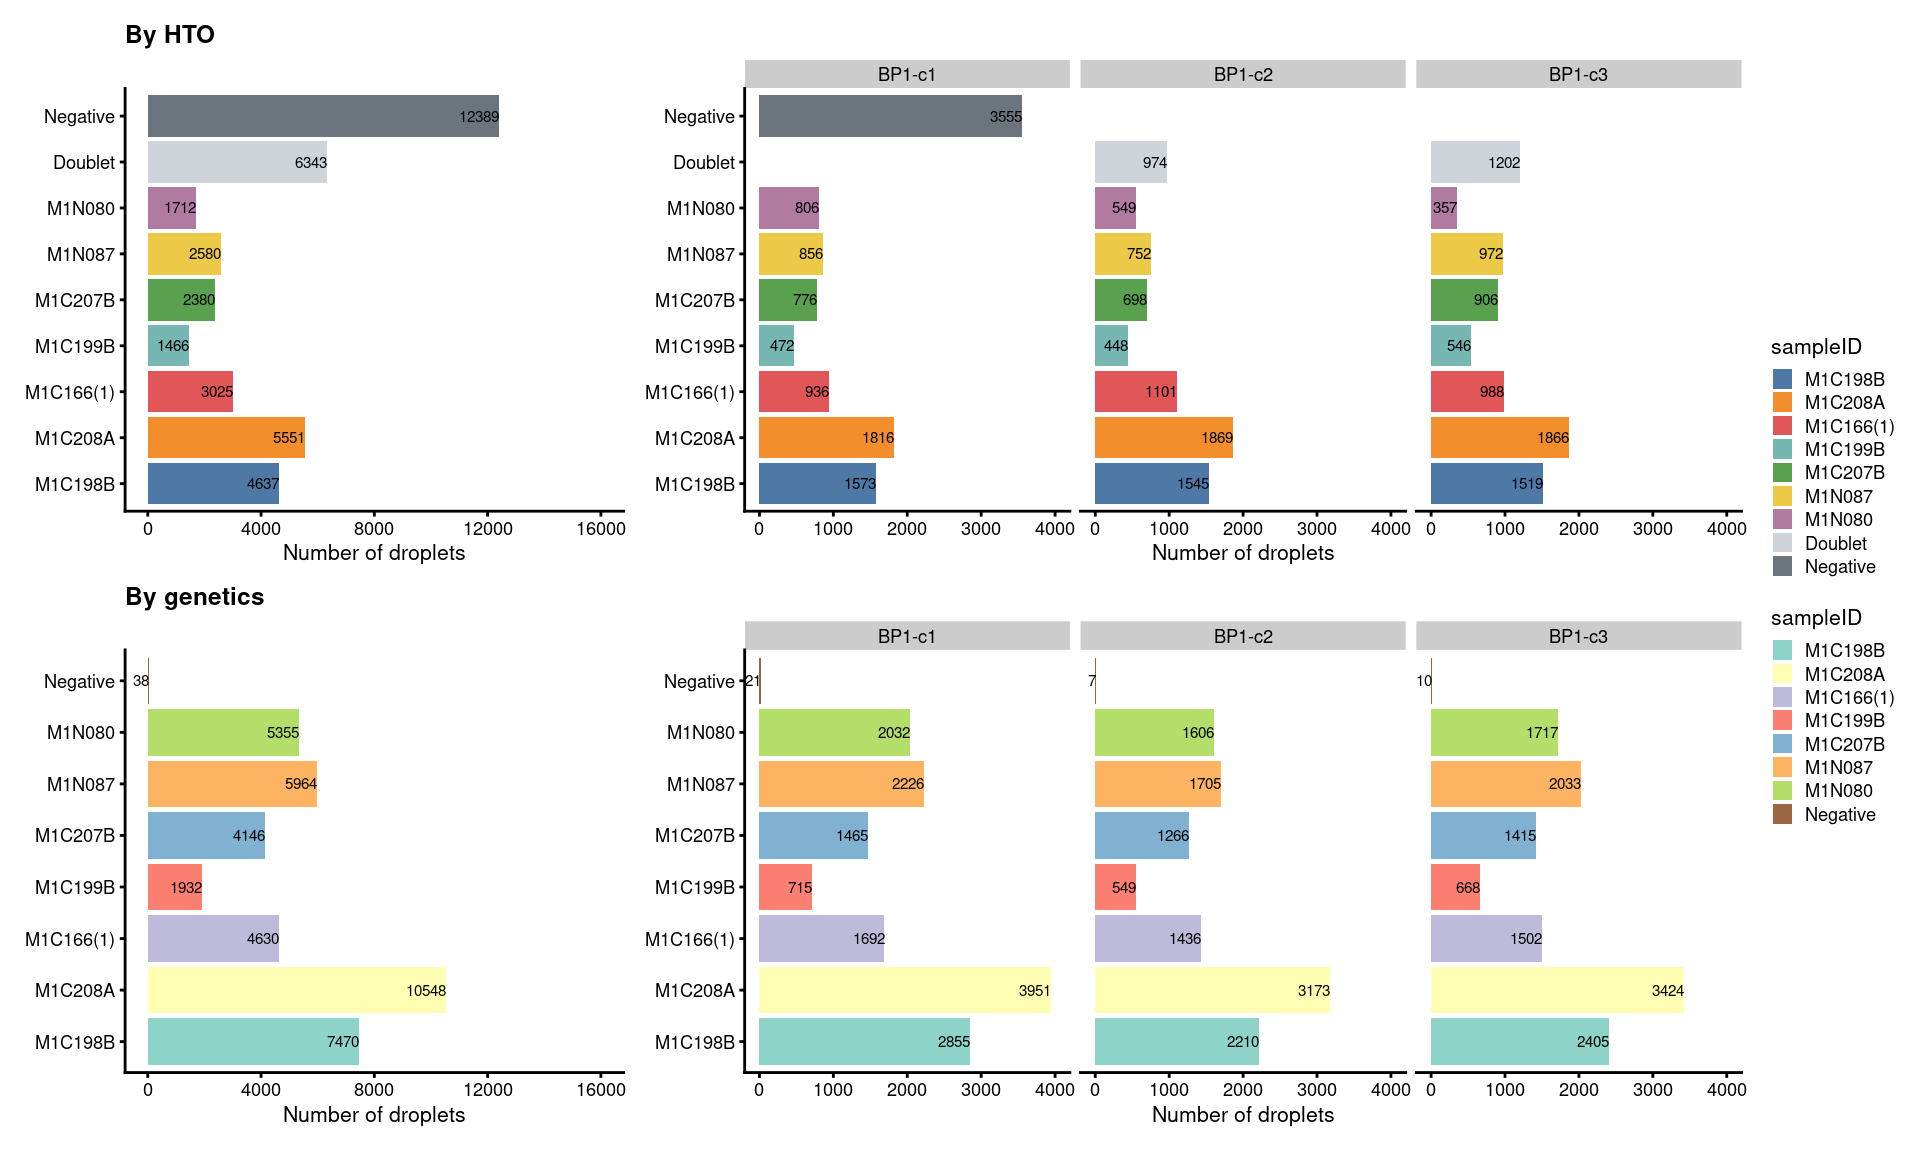 By HTO
BP1-c1 BP1-c2 BP1-c3
Negative 12389 Negative 3555
Doublet 6343 Doublet 974 1202
M1N080 1712 M1N080 806 549 357
M1N087 2580 M1N087 856 752 972
M1C207B 2380 M1C207B 776 698 906
M1C199B 1466 M1C199B 472 448 546
M1C166(1) 3025 M1C166(1) 936 1101 988
M1C208A 5551 M1C208A 1816 1869 1866
M1C198B 4637 M1C198B 1573 1545 1519
0 4000 8000 12000 16000 0 1000 2000 3000 4000 0 1000 2000 3000 4000 0 1000 2000 3000 4000
Number of droplets Number of droplets
sampleID
M1C198B
M1C208A
M1C166(1)
M1C199B
M1C207B
M1N087
M1N080
Doublet
Negative
By genetics
BP1-c1 BP1-c2 BP1-c3
Negative 38 Negative 21 7 10
M1N080 5355 M1N080 2032 1606 1717
M1N087 5964 M1N087 2226 1705 2033
M1C207B 4146 M1C207B 1465 1266 1415
M1C199B 1932 M1C199B 715 549 668
M1C166(1) 4630 M1C166(1) 1692 1436 1502
M1C208A 10548 M1C208A 3951 3173 3424
M1C198B 7470 M1C198B 2855 2210 2405
0 4000 8000 12000 16000 0 1000 2000 3000 4000 0 1000 2000 3000 4000 0 1000 2000 3000 4000
Number of droplets Number of droplets
sampleID
M1C198B
M1C208A
M1C166(1)
M1C199B
M1C207B
M1N087
M1N080
Negative